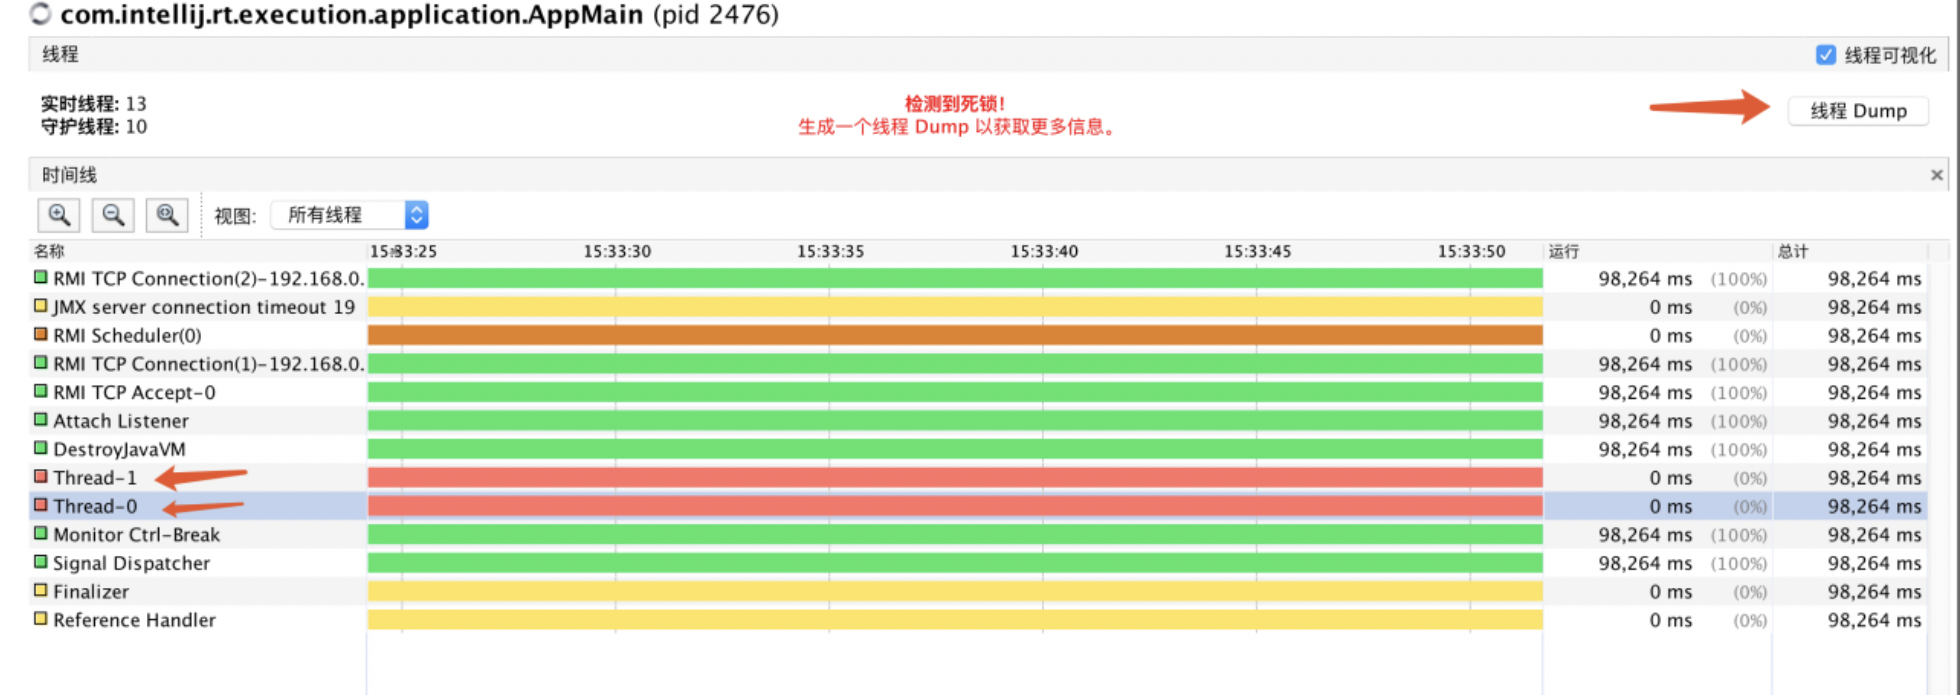 com.intellij.rt.execution.application.AppMain (pid 2476)
线程
线程可视化
实时线程: 13
守护线程: 10
检测到死锁!
生成一个线程 Dump 以获取更多信息。
线程 Dump
时间线
视图: 所有线程
名称 15:33:25 15:33:30 15:33:35 15:33:40 15:33:45 15:33:50 运行 总计
RMI TCP Connection(2)-192.168.0. 98,264 ms (100%) 98,264 ms
JMX server connection timeout 19 0 ms (0%) 98,264 ms
RMI Scheduler(0) 0 ms (0%) 98,264 ms
RMI TCP Connection(1)-192.168.0. 98,264 ms (100%) 98,264 ms
RMI TCP Accept-0 98,264 ms (100%) 98,264 ms
Attach Listener 98,264 ms (100%) 98,264 ms
DestroyJavaVM 98,264 ms (100%) 98,264 ms
Thread-1 0 ms (0%) 98,264 ms
Thread-0 0 ms (0%) 98,264 ms
Monitor Ctrl-Break 98,264 ms (100%) 98,264 ms
Signal Dispatcher 98,264 ms (100%) 98,264 ms
Finalizer 0 ms (0%) 98,264 ms
Reference Handler 0 ms (0%) 98,264 ms